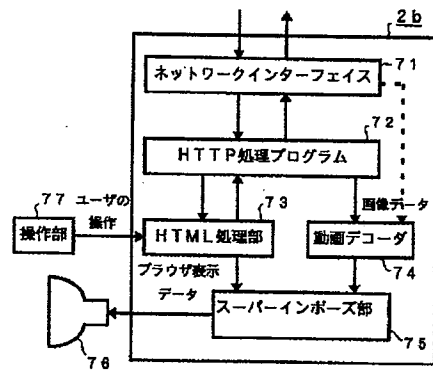 2b
ネットワークインターフェイス
71
72
HTTP処理プログラム
77
ユーザの
操作
操作部
73
画像データ
HTML処理部
動画デコーダ
74
ブラウザ表示
データ
スーパーインポーズ部
75
76